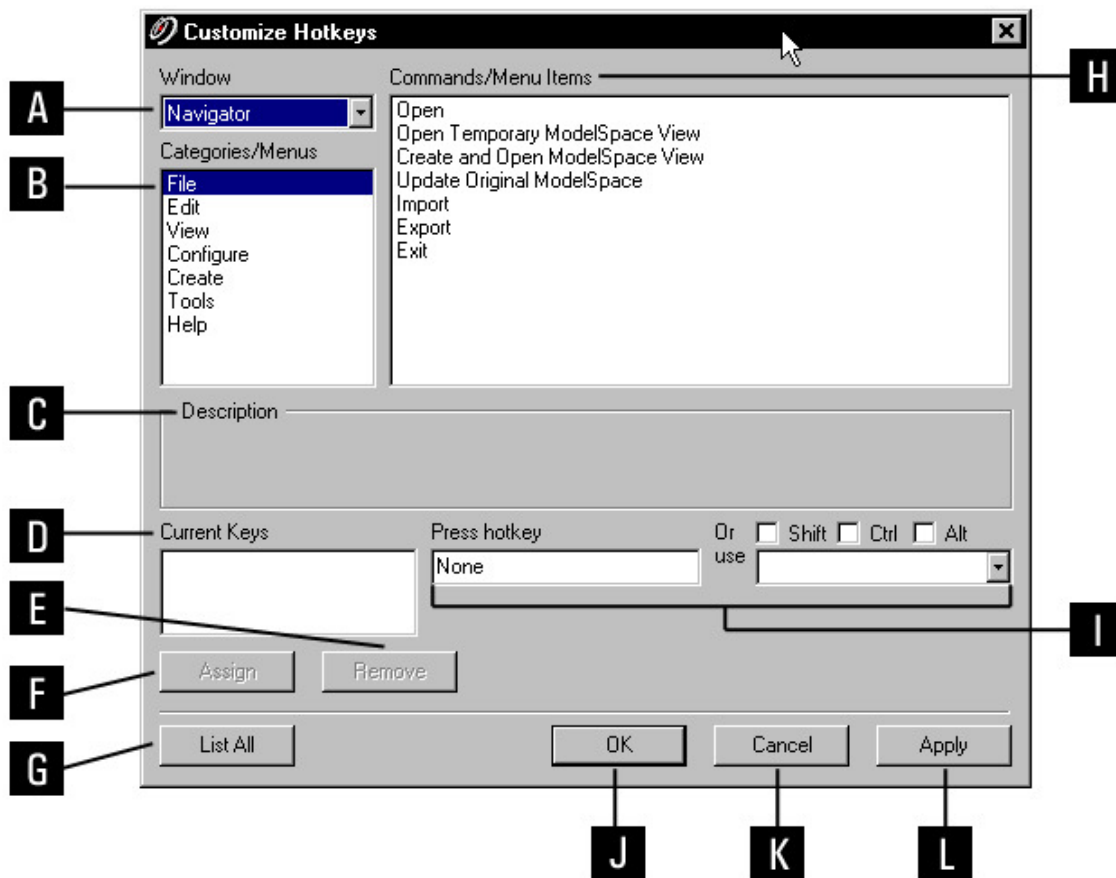 Customize Hotkeys
H
Window
Commands/Menu Items
A
Navigator
Open
Open Temporary ModelSpace View
Create and Open ModelSpace View
Update Original ModelSpace
Import
Export
Exit
Categories/Menus
B
File
Edit
View
Configure
Create
Tools
Help
C
Description
D
Current Keys
Press hotkey
None
Or use
Shift
Ctrl
Alt
E
I
F
Assign
Remove
G
List All
OK
Cancel
Apply
J
K
L